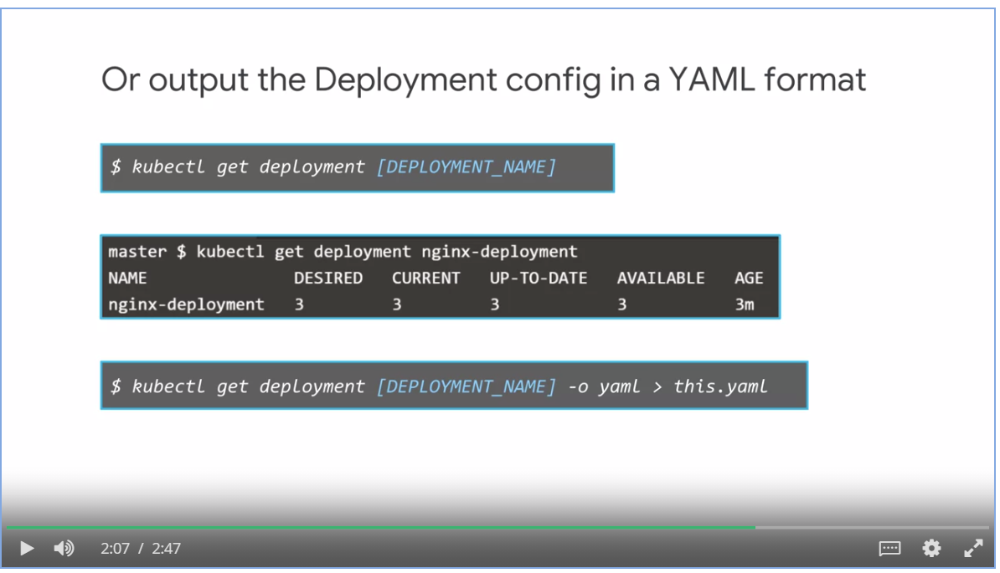 Or output the Deployment config in a YAML format
$ kubectl get deployment [DEPLOYMENT_NAME]
master $ kubectl get deployment nginx-deployment
NAME DESIRED CURRENT UP-TO-DATE AVAILABLE AGE
nginx-deployment 3 3 3 3 3m
$ kubectl get deployment [DEPLOYMENT_NAME] -o yaml > this.yaml
2:07 / 2:47